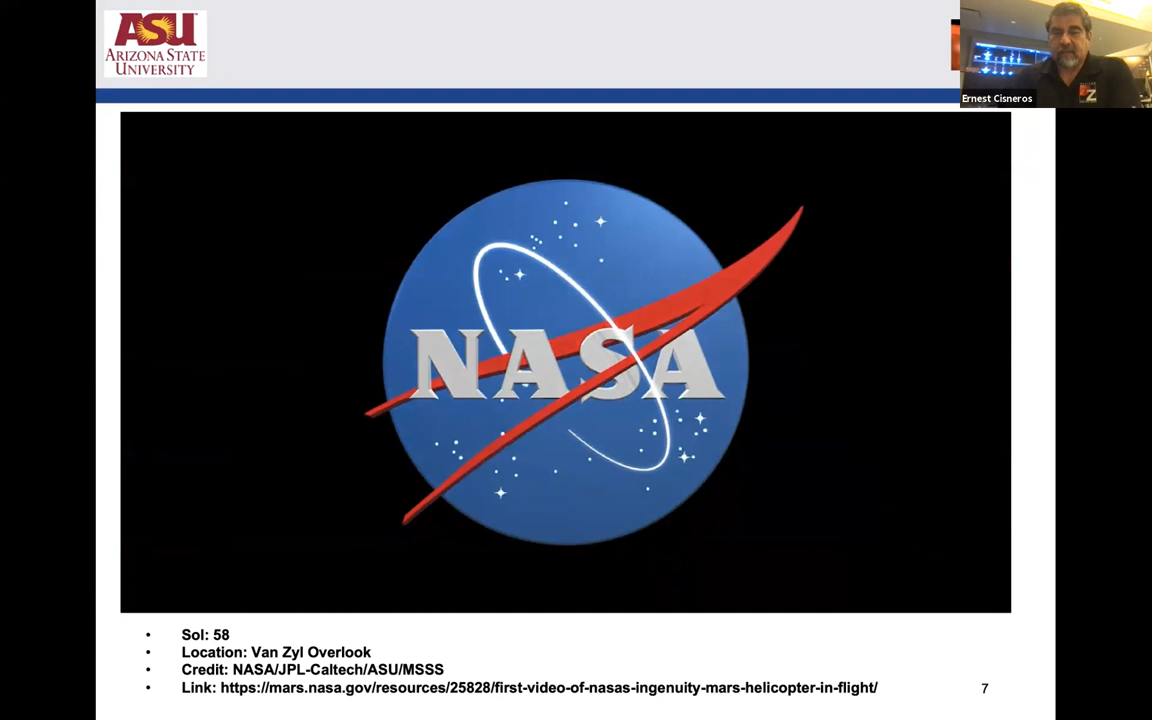 ASU
ARIZONA STATE
UNIVERSITY
Ernest Cisneros
NASA
• Sol: 58
• Location: Van Zyl Overlook
• Credit: NASA/JPL-Caltech/ASU/MSSS
• Link: https://mars.nasa.gov/resources/25828/first-video-of-nasas-ingenuity-mars-helicopter-in-flight/
7